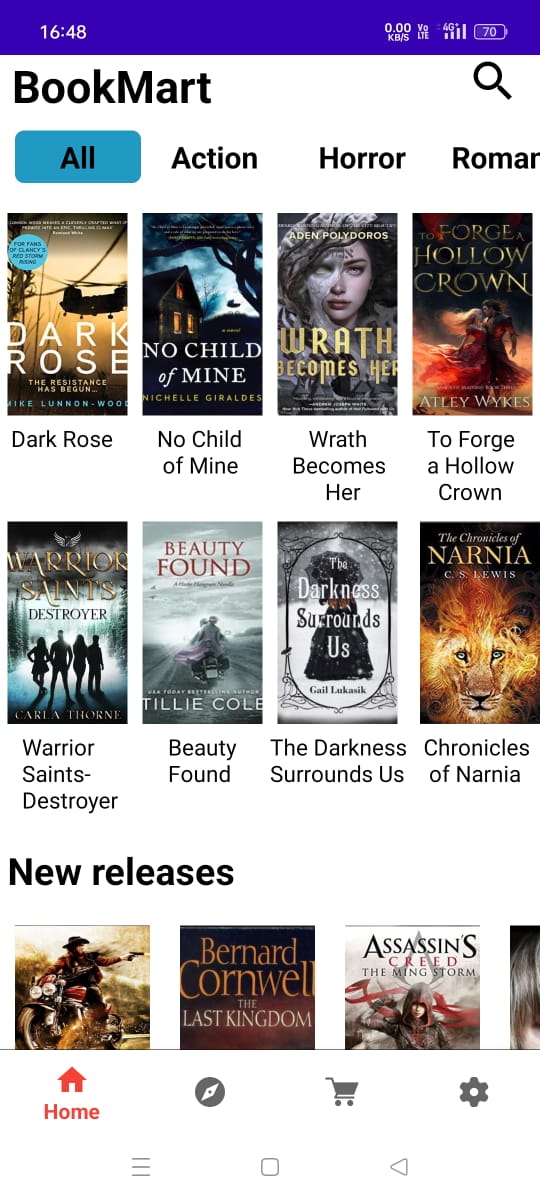 16:48
0.00 KB/S Vo LTE 4G+ 70
BookMart
All Action Horror Roman
FOR FANS
OF CLANCY'S
RED STORM
RISING
DARK
ROSE
THE RESISTANCE
HAS BEGUN...
MIKE LUNNON-WOOD
a novel
NO CHILD
of MINE
NICHELLE GIRALDES
ADEN POLYDOROS
WRATH
BECOMES HER
TO FORGE A
HOLLOW
CROWN
ATLEY WYKES
Dark Rose
No Child
of Mine
Wrath
Becomes
Her
To Forge
a Hollow
Crown
WARRIOR
SAINTS
DESTROYER
CARLA THORNE
BEAUTY
FOUND
A Hades Hangmen Novella
USA TODAY BESTSELLING AUTHOR
TILLIE COLE
The
Darkness
Surrounds
Us
Gail Lukasik
The Chronicles of
NARNIA
C. S. LEWIS
Warrior
Saints-
Destroyer
Beauty
Found
The Darkness
Surrounds Us
Chronicles
of Narnia
New releases
Bernard
Cornwell
THE
LAST KINGDOM
ASSASSIN'S
CREED
THE MING STORM
Home